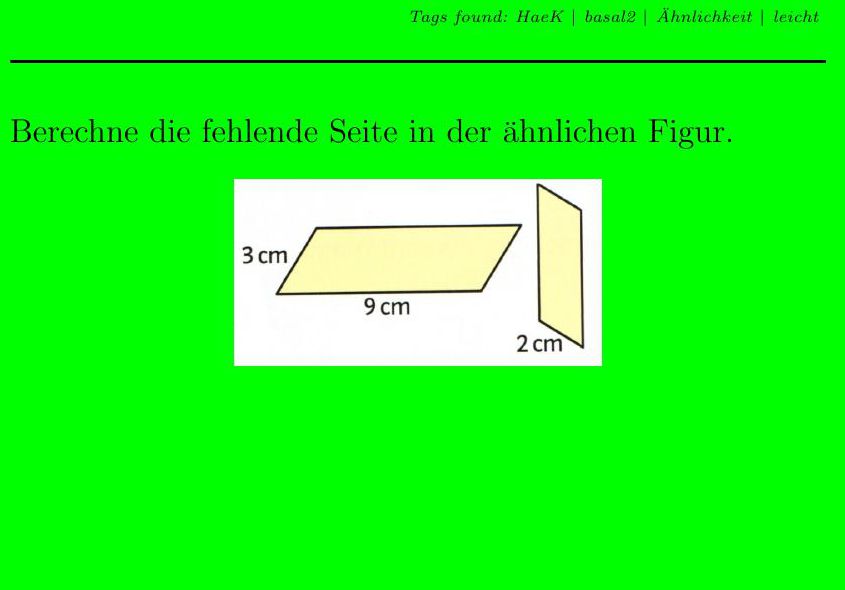 Tags found: HaeK | basal2 | Ähnlichkeit | leicht
Berechne die fehlende Seite in der ähnlichen Figur.
3 cm
9 cm
2 cm